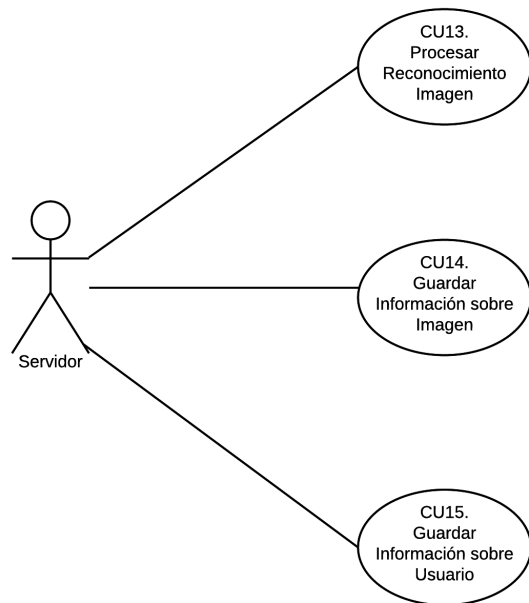 CU13.
Procesar
Reconocimiento
Imagen
CU14.
Guardar
Información sobre
Imagen
Servidor
CU15.
Guardar
Información sobre
Usuario